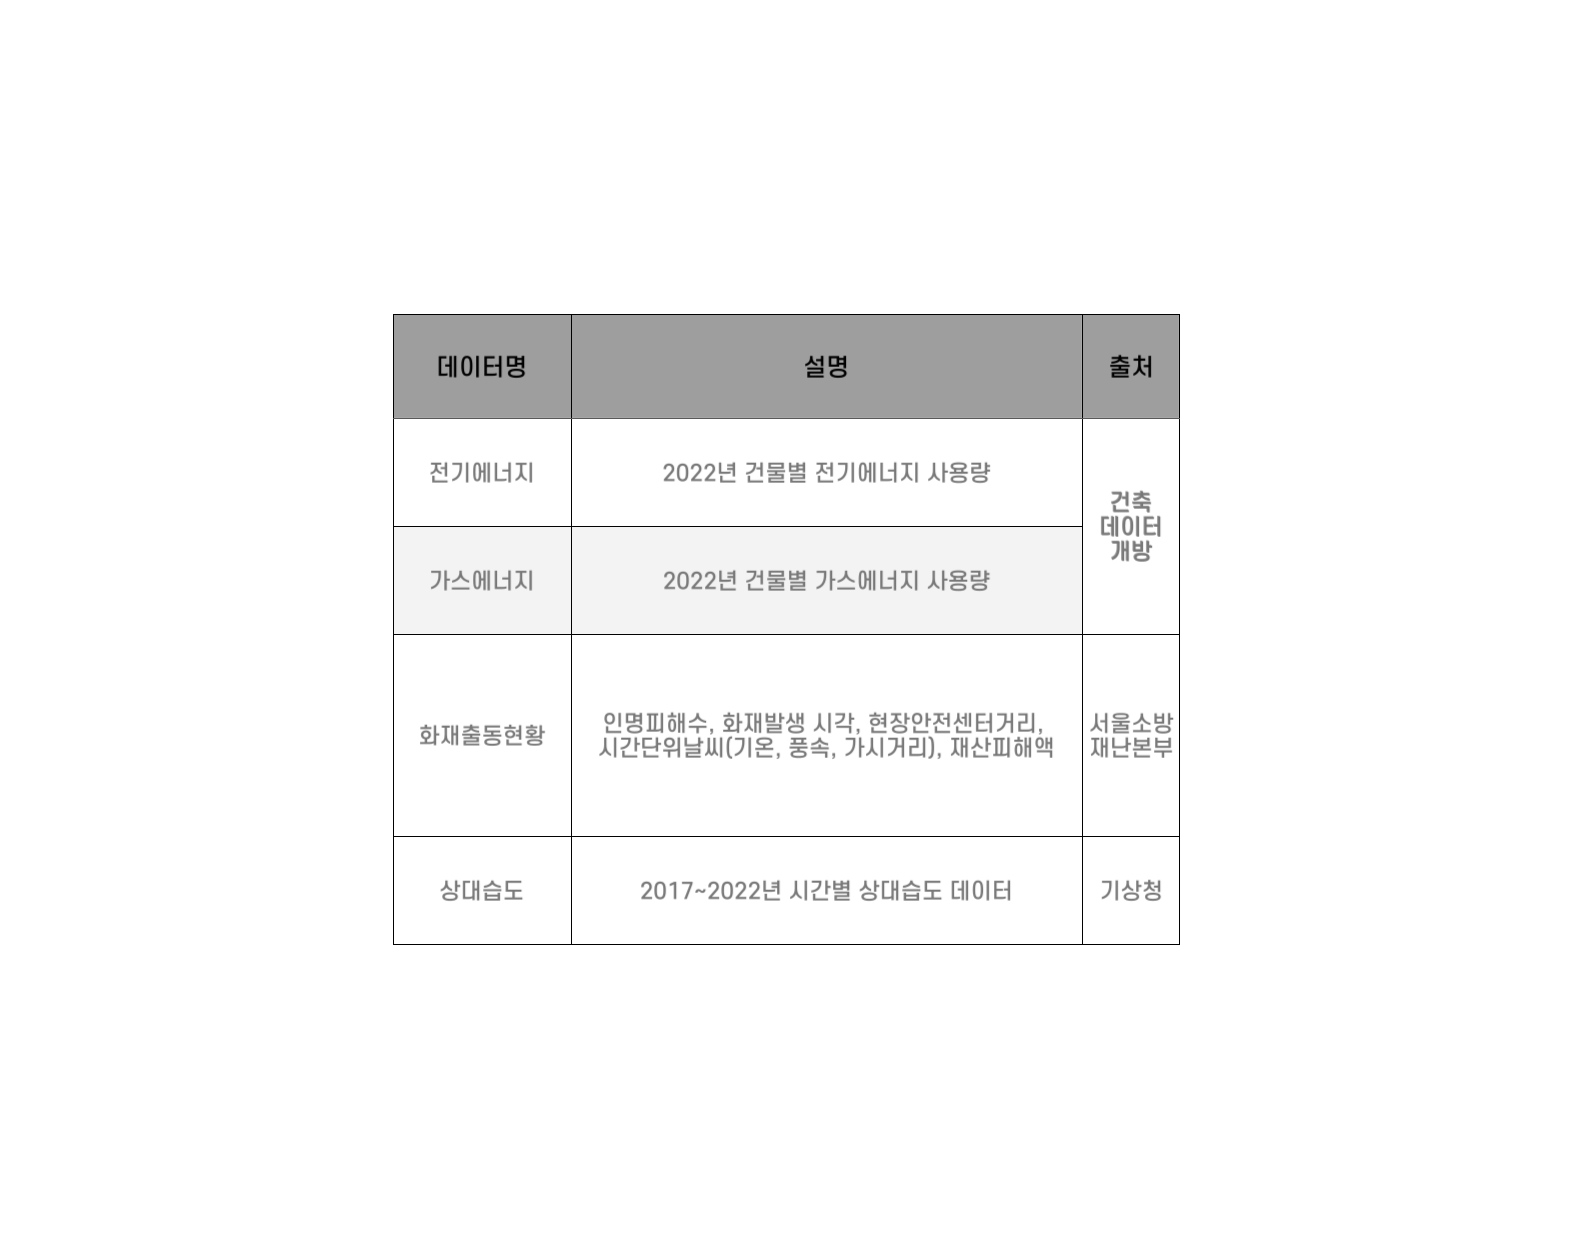 데이터명 설명 출처
전기에너지 2022년 건물별 전기에너지 사용량
건축
데이터
개방
가스에너지 2022년 건물별 가스에너지 사용량
화재출동현황
인명피해수, 화재발생 시각, 현장안전센터거리,
시간단위날씨(기온, 풍속, 가시거리), 재산피해액
서울소방
재난본부
상대습도 2017~2022년 시간별 상대습도 데이터 기상청